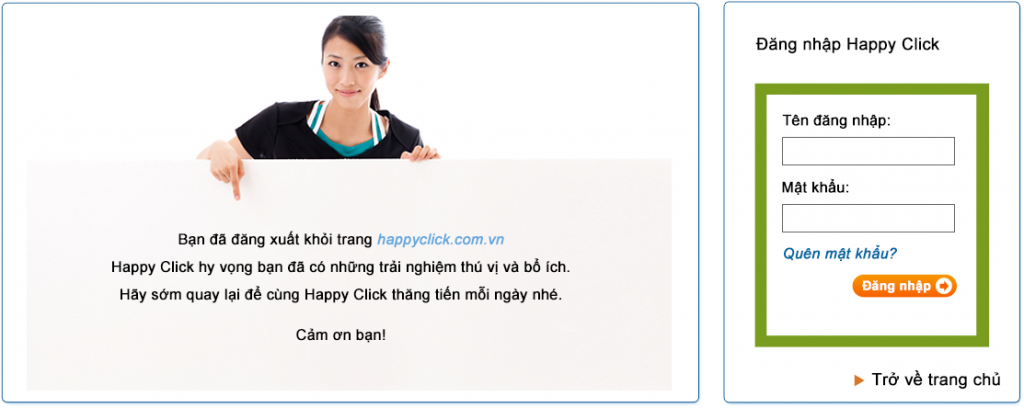 Bạn đã đăng xuất khỏi trang happyclick.com.vn
Happy Click hy vọng bạn đã có những trải nghiệm thú vị và bổ ích.
Hãy sớm quay lại để cùng Happy Click thăng tiến mỗi ngày nhé.
Cảm ơn bạn!
Đăng nhập Happy Click
Tên đăng nhập:
Mật khẩu:
Quên mật khẩu?
Đăng nhập
Trở về trang chủ